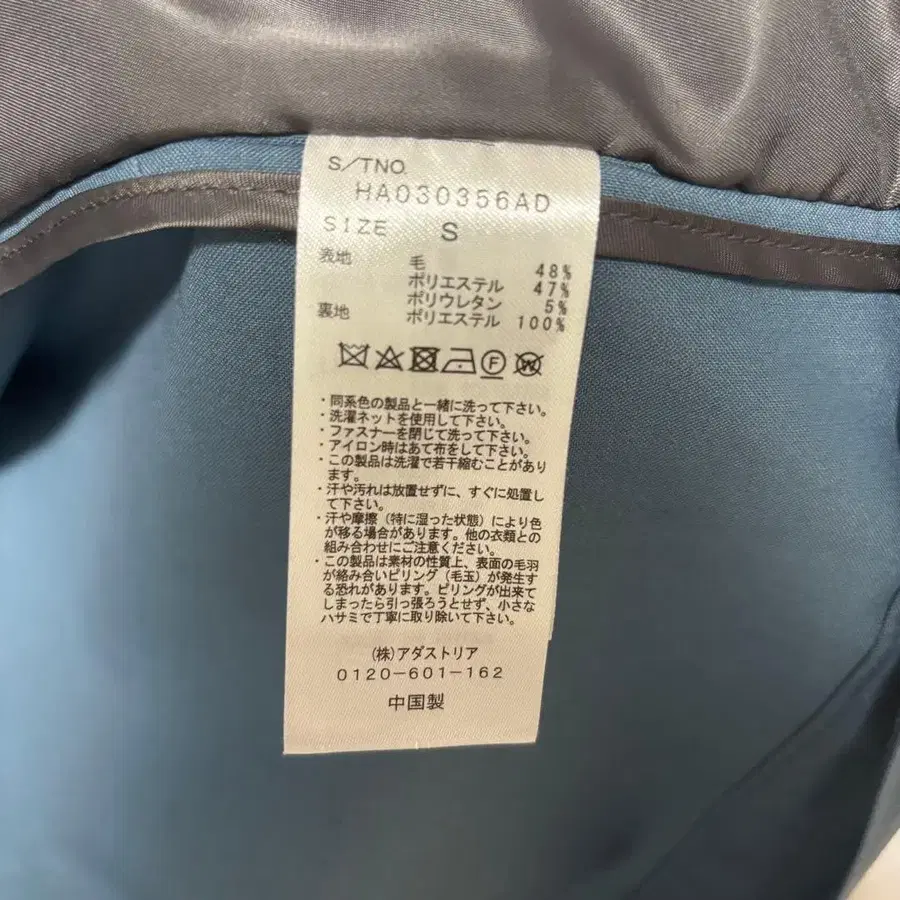 S/TNO.
HA030356AD
SIZE S
表地 毛 48%
ポリエステル 47%
ポリウレタン 5%
裏地 ポリエステル 100%
F W
・同系色の製品と一緒に洗って下さい。
・洗濯ネットを使用して下さい。
・ファスナーを閉じて洗って下さい。
・アイロン時はあて布をして下さい。
・この製品は洗濯で若干縮むことがあり
ます。
・汗や汚れは放置せずに、すぐに処置し
て下さい。
・汗や摩擦（特に湿った状態）により色
が移る場合があります。他の衣類との
組み合わせにご注意ください。
・この製品は素材の性質上、表面の毛羽
が絡み合いピリング（毛玉）が発生す
る恐れがあります。ピリングが出来て
しまったら引っ張ろうとせず、小さな
ハサミで丁寧に取り除いて下さい。
(株)アダストリア
0120-601-162
中国製